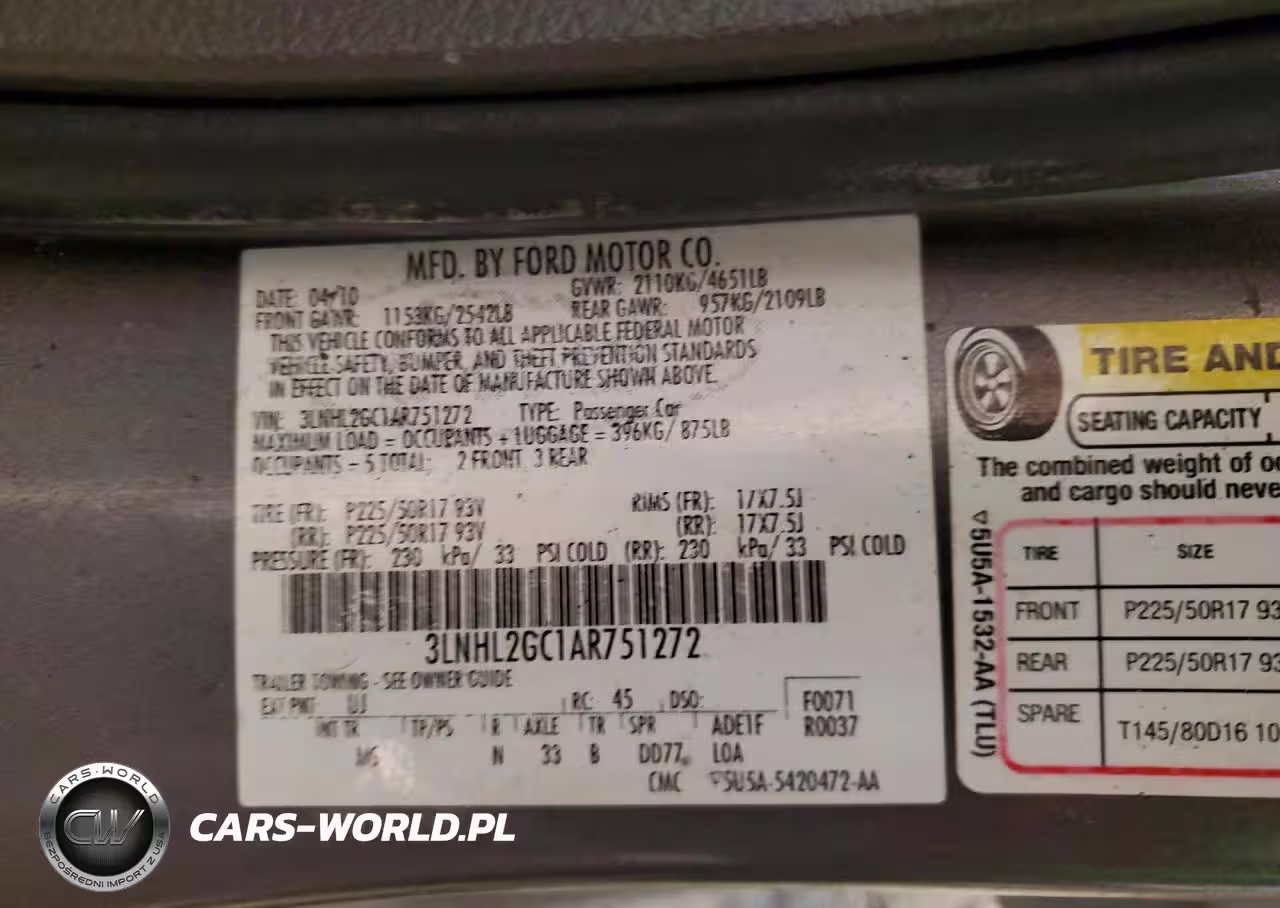 MFD. BY FORD MOTOR CO.
DATE: 04/10 GVWR: 2110KG/4651LB
FRONT GAWR: 1153KG/2542LB REAR GAWR: 957KG/2109LB
THIS VEHICLE CONFORMS TO ALL APPLICABLE FEDERAL MOTOR
VEHICLE SAFETY, BUMPER, AND THEFT PREVENTION STANDARDS
IN EFFECT ON THE DATE OF MANUFACTURE SHOWN ABOVE.
VIN: 3LNHL2GC1AR751272 TYPE: Passenger Car
MAXIMUM LOAD = OCCUPANTS + LUGGAGE = 396KG/ 875LB
OCCUPANTS - 5 TOTAL; 2 FRONT 3 REAR
TIRE (FR): P225/50R17 93V RIMS (FR): 17X7.5J
(RR): P225/50R17 93V (RR): 17X7.5J
PRESSURE (FR): 230 kPa/ 33 PSI COLD (RR): 230 kPa/ 33 PSI COLD
3LNHL2GC1AR751272
TRAILER TOWING - SEE OWNER GUIDE
EXT PNT: UJ RC: 45 DSO: F0071
INT TR TP/PS R AXLE TR SPR ADE1F R0037
N 33 B DD77 LOA
CMC ▽5U5A-5420472-AA
TIRE AND
SEATING CAPACITY
The combined weight of oc
and cargo should neve
▽5U5A-1532-AA (TLU)
TIRE SIZE
FRONT P225/50R17 93
REAR P225/50R17 93
SPARE T145/80D16 10
CARS-WORLD
CW
BEZPOŚREDNI IMPORT Z USA
CARS-WORLD.PL